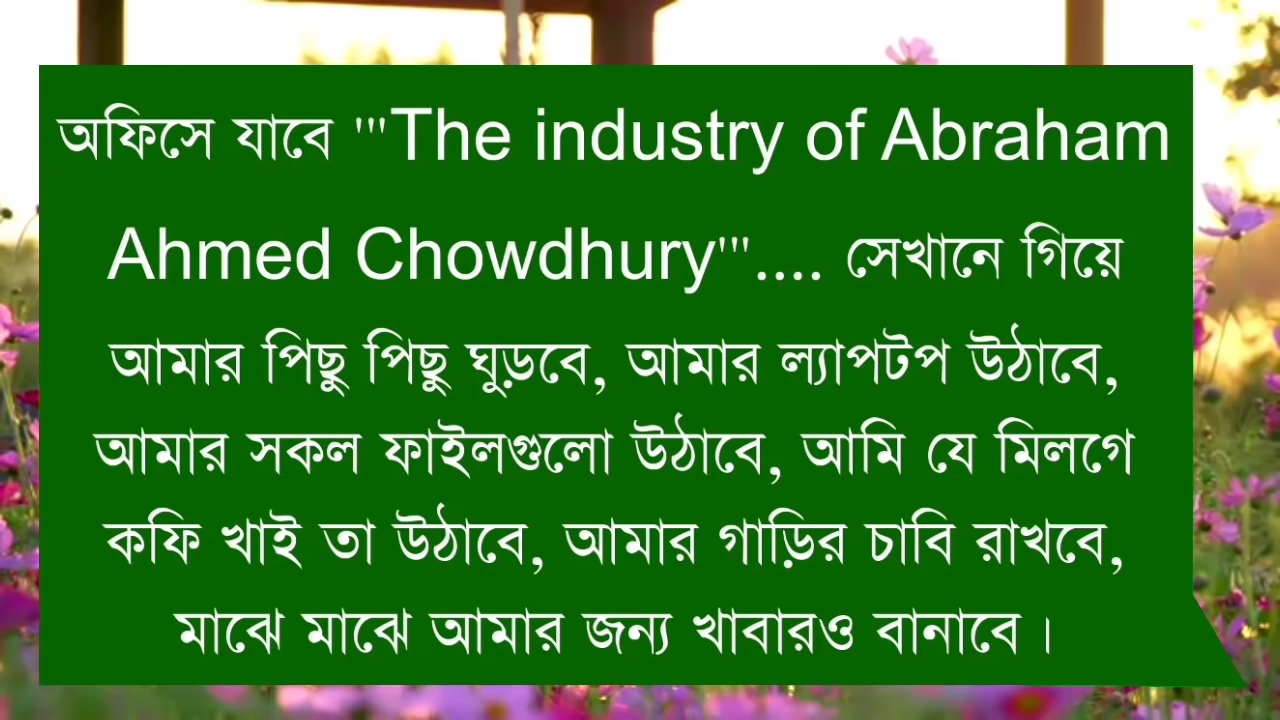 অফিসে যাবে '"The industry of Abraham
Ahmed Chowdhury'".... সেখানে গিয়ে
আমার পিছু পিছু ঘুড়বে, আমার ল্যাপটপ উঠাবে,
আমার সকল ফাইলগুলো উঠাবে, আমি যে মিলগে
কফি খাই তা উঠাবে, আমার গাড়ির চাবি রাখবে,
মাঝে মাঝে আমার জন্য খাবারও বানাবে।